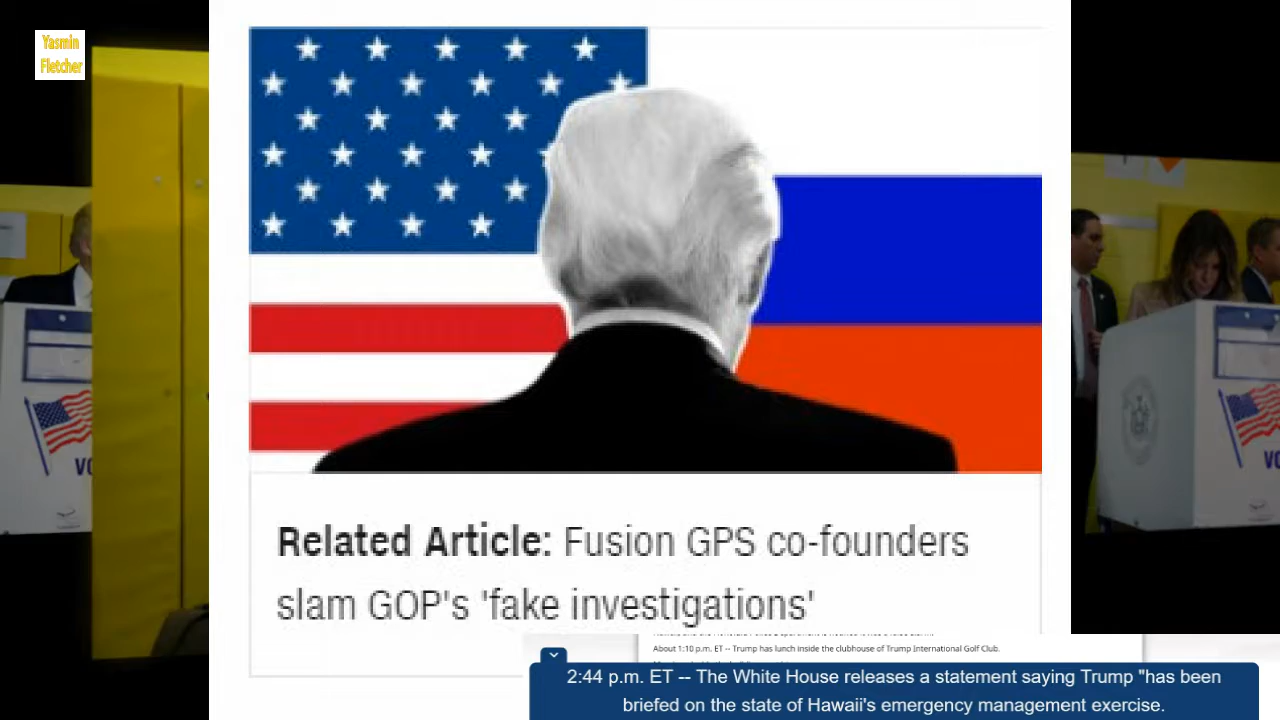 Yasmin
Fletcher
Related Article: Fusion GPS co-founders
slam GOP's 'fake investigations'
About 1:10 p.m. ET -- Trump has lunch inside the clubhouse of Trump International Golf Club.
2:44 p.m. ET -- The White House releases a statement saying Trump "has been
briefed on the state of Hawaii's emergency management exercise.